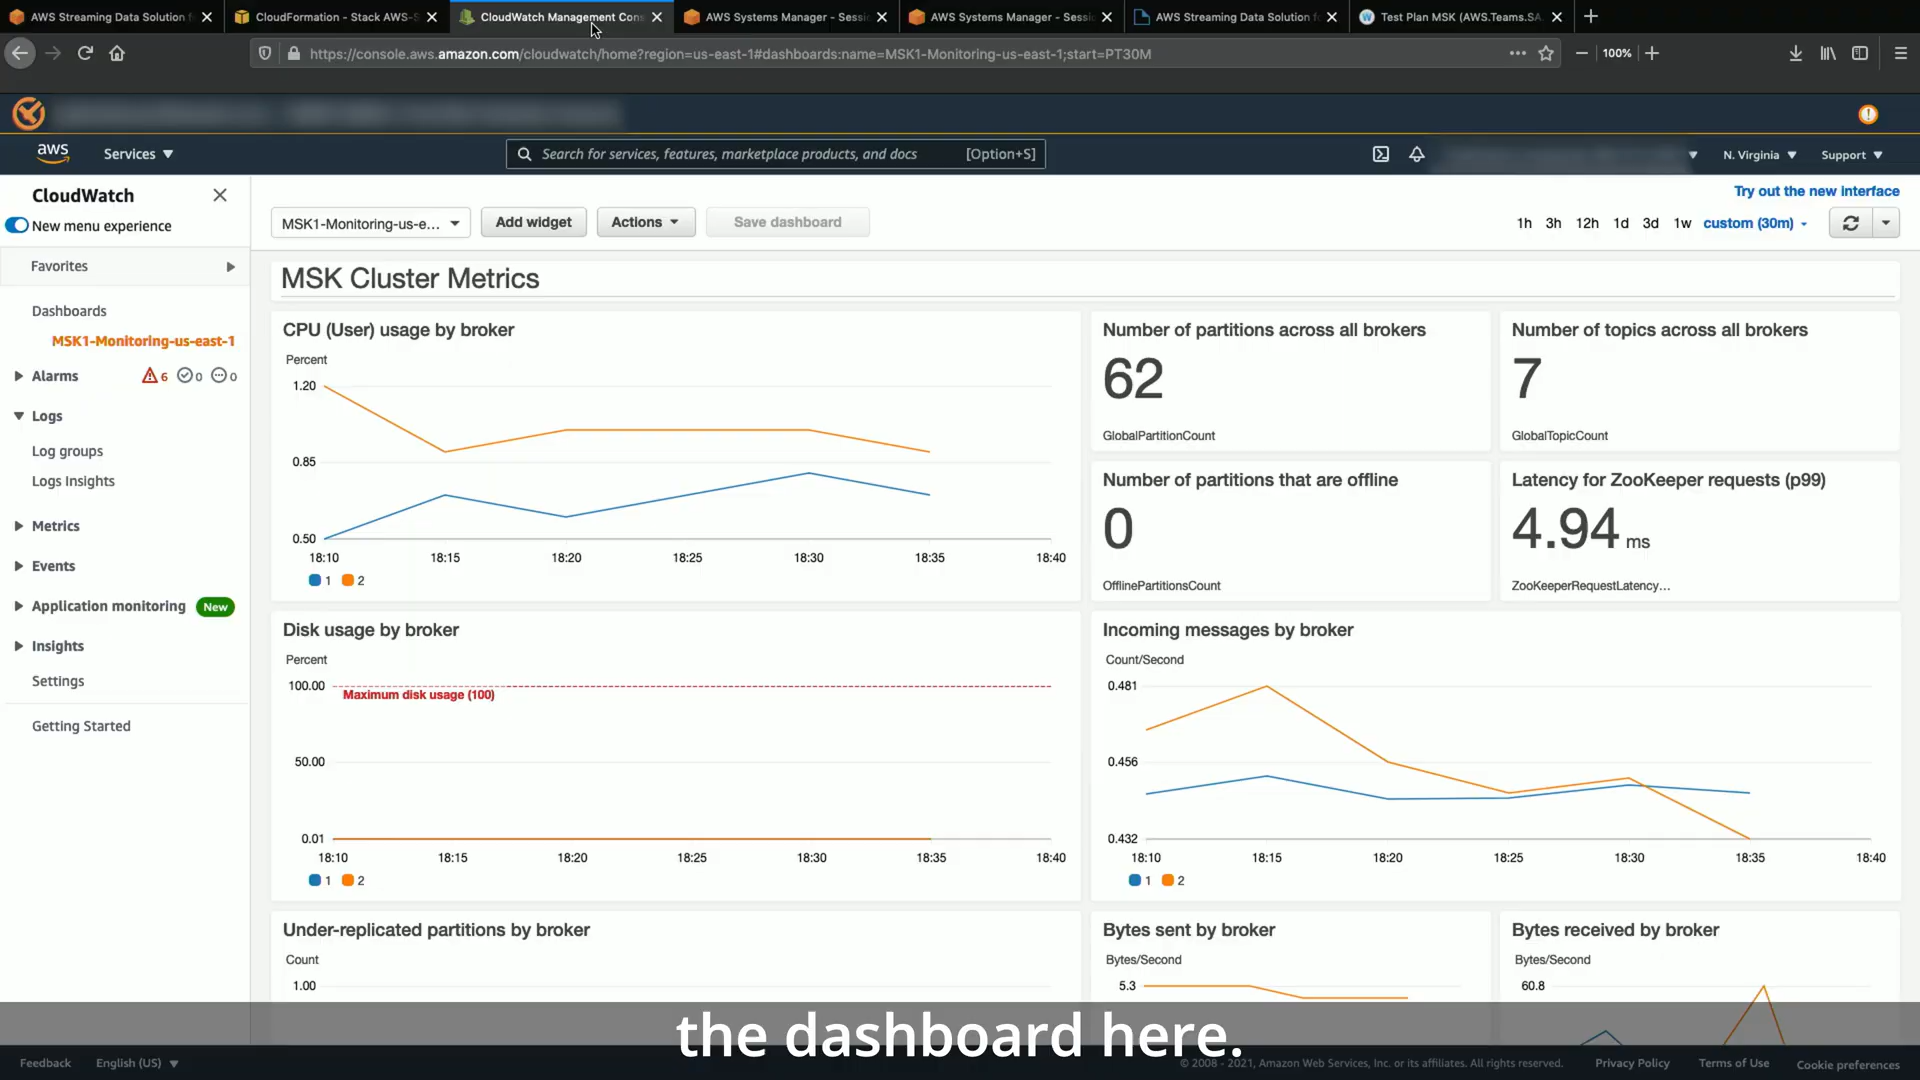 AWS Streaming Data Solution f
CloudFormation - Stack AWS-S
CloudWatch Management Cons
AWS Systems Manager - Sessi
AWS Systems Manager - Sessi
AWS Streaming Data Solution fo
Test Plan MSK (AWS.Teams.SA.
https://console.aws.amazon.com/cloudwatch/home?region=us-east-1#dashboards:name=MSK1-Monitoring-us-east-1;start=PT30M
100%
aws
Services
Search for services, features, marketplace products, and docs
[Option+S]
N. Virginia
Support
CloudWatch
New menu experience
Favorites
Dashboards
MSK1-Monitoring-us-east-1
Alarms
6
0
0
Logs
Log groups
Logs Insights
Metrics
Events
Application monitoring
New
Insights
Settings
Getting Started
Try out the new interface
MSK1-Monitoring-us-e...
Add widget
Actions
Save dashboard
1h 3h 12h 1d 3d 1w custom (30m)
MSK Cluster Metrics
CPU (User) usage by broker
Percent
1.20
0.85
0.50
18:10 18:15 18:20 18:25 18:30 18:35 18:40
1 2
Number of partitions across all brokers
62
GlobalPartitionCount
Number of topics across all brokers
7
GlobalTopicCount
Number of partitions that are offline
0
OfflinePartitionsCount
Latency for ZooKeeper requests (p99)
4.94 ms
ZooKeeperRequestLatency...
Disk usage by broker
Percent
100.00
Maximum disk usage (100)
50.00
0.01
18:10 18:15 18:20 18:25 18:30 18:35 18:40
1 2
Incoming messages by broker
Count/Second
0.481
0.456
0.432
18:10 18:15 18:20 18:25 18:30 18:35 18:40
1 2
Under-replicated partitions by broker
Count
1.00
Bytes sent by broker
Bytes/Second
5.3
Bytes received by broker
Bytes/Second
60.8
the dashboard here.
Feedback
English (US)
© 2008 - 2021, Amazon Web Services, Inc. or its affiliates. All rights reserved.
Privacy Policy
Terms of Use
Cookie preferences